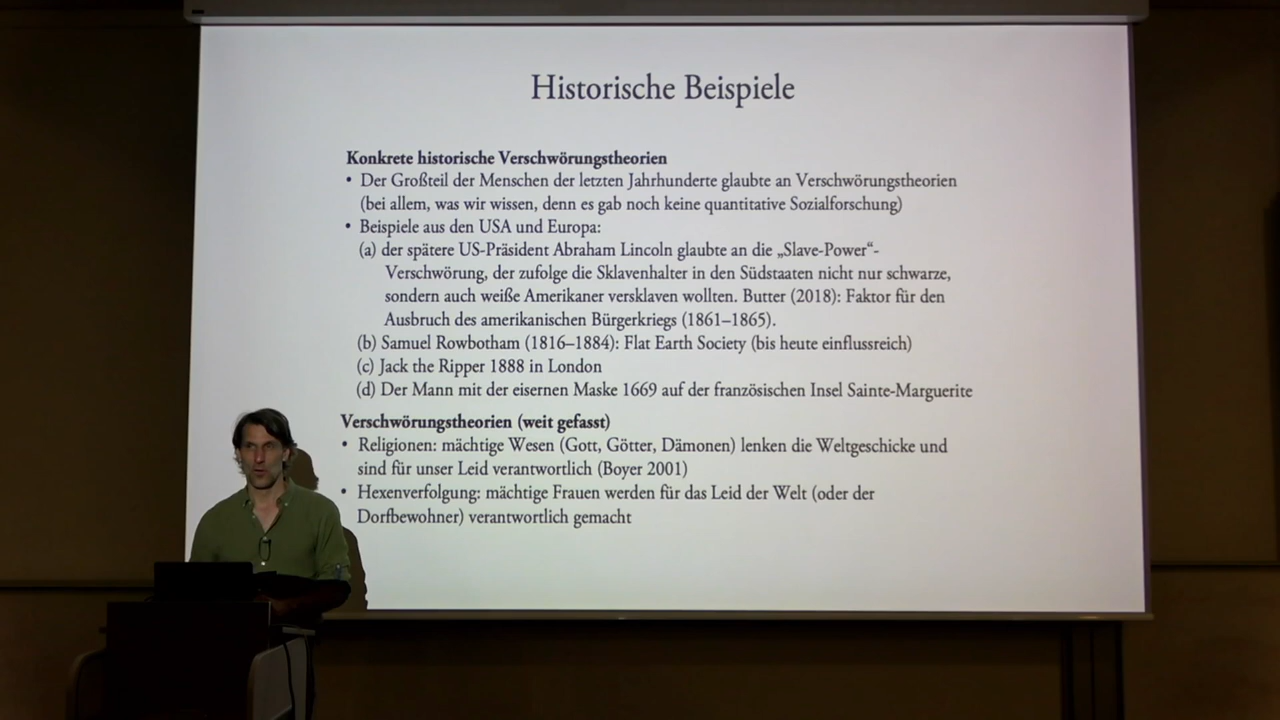 Historische Beispiele
Konkrete historische Verschwörungstheorien
• Der Großteil der Menschen der letzten Jahrhunderte glaubte an Verschwörungstheorien
(bei allem, was wir wissen, denn es gab noch keine quantitative Sozialforschung)
• Beispiele aus den USA und Europa:
(a) der spätere US-Präsident Abraham Lincoln glaubte an die „Slave-Power“-
Verschwörung, der zufolge die Sklavenhalter in den Südstaaten nicht nur schwarze,
sondern auch weiße Amerikaner versklaven wollten. Butter (2018): Faktor für den
Ausbruch des amerikanischen Bürgerkriegs (1861–1865).
(b) Samuel Rowbotham (1816–1884): Flat Earth Society (bis heute einflussreich)
(c) Jack the Ripper 1888 in London
(d) Der Mann mit der eisernen Maske 1669 auf der französischen Insel Sainte-Marguerite
Verschwörungstheorien (weit gefasst)
• Religionen: mächtige Wesen (Gott, Götter, Dämonen) lenken die Weltgeschicke und
sind für unser Leid verantwortlich (Boyer 2001)
• Hexenverfolgung: mächtige Frauen werden für das Leid der Welt (oder der
Dorfbewohner) verantwortlich gemacht